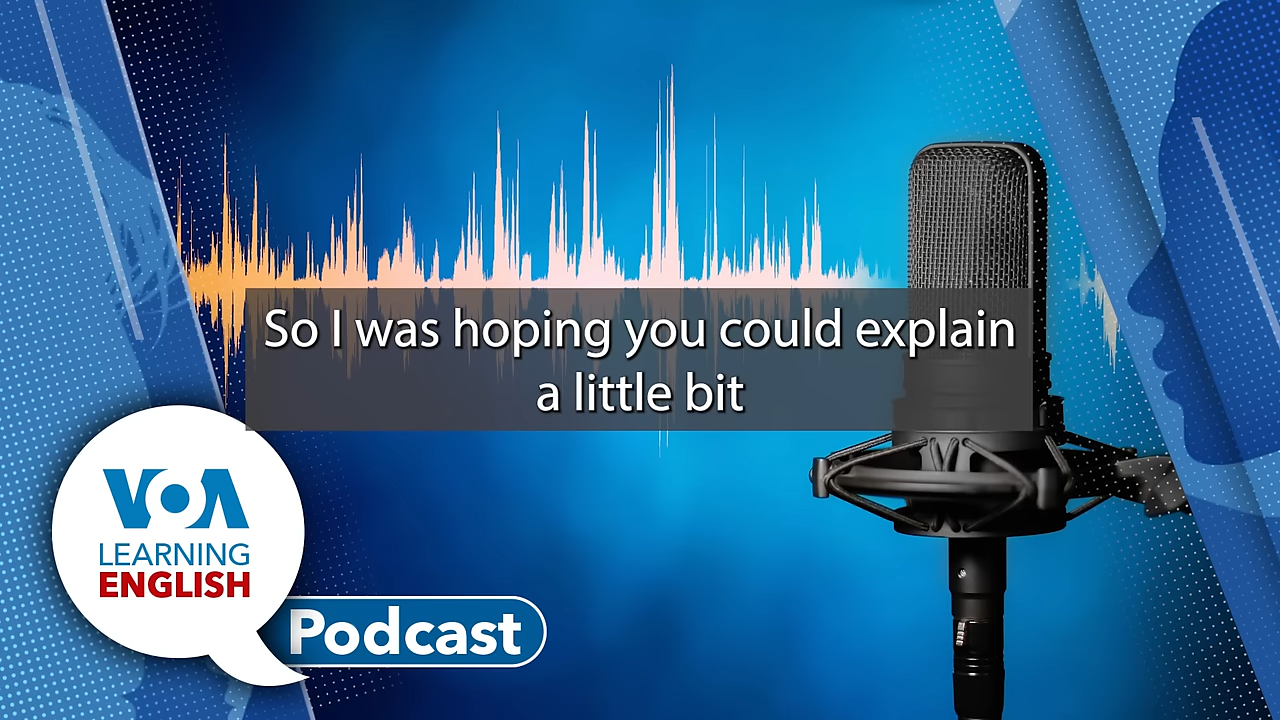 So I was hoping you could explain
a little bit
VOA
LEARNING
ENGLISH
Podcast